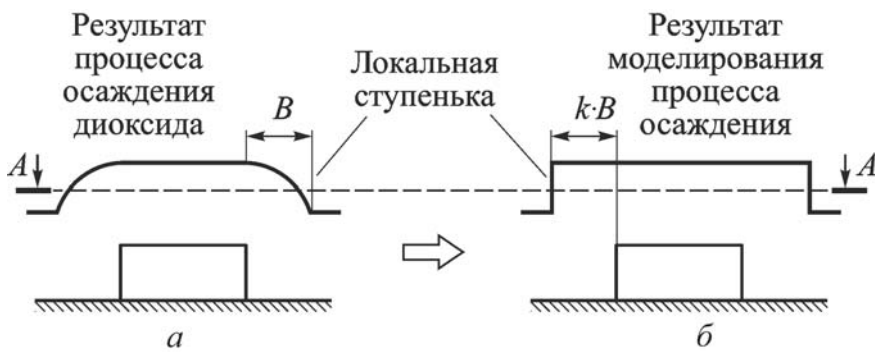 Результат
процесса
осаждения
диоксида
Локальная
ступенька
Результат
моделирования
процесса
осаждения
B
k·B
A
A
а
б